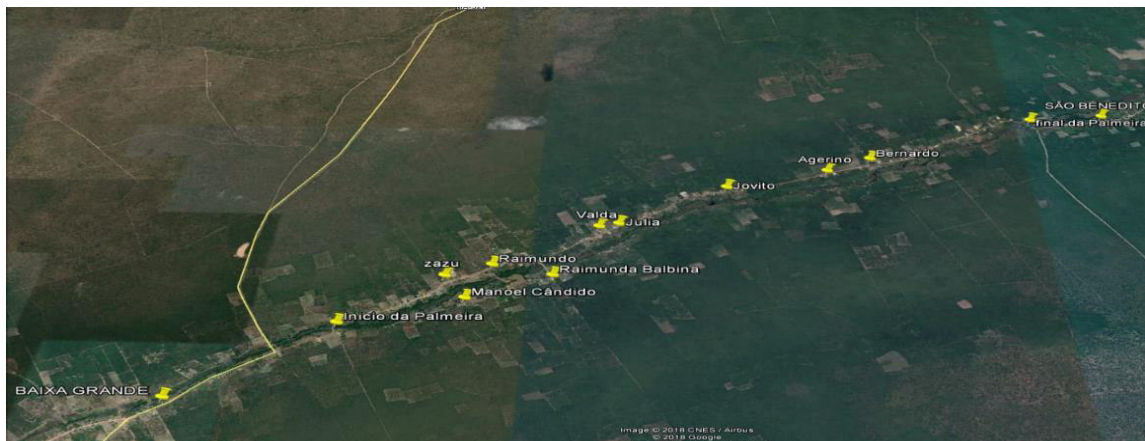 SÃO BENEDITO
final da Palmeira
Bernardo
Agerino
Jovito
Valda
Julia
Raimundo
zazu
Raimunda Balbina
Manoel Cândido
Inicio da Palmeira
BAIXA GRANDE
Image © 2018 CNES / Airbus
© 2018 Google